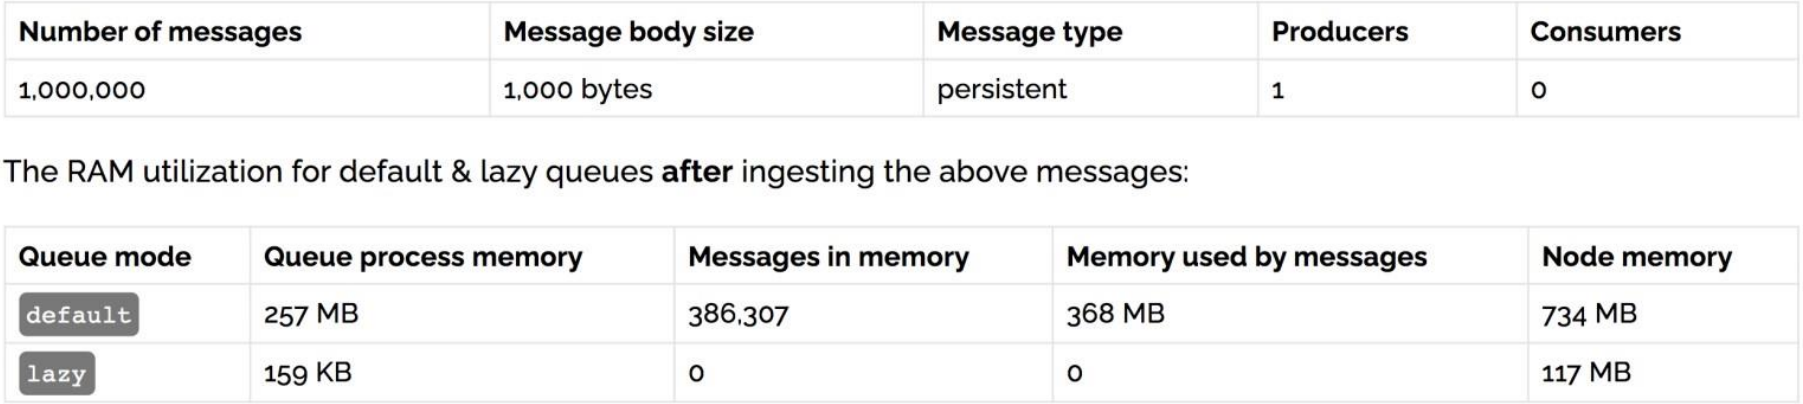 Number of messages Message body size Message type Producers Consumers
1,000,000 1,000 bytes persistent 1 0
The RAM utilization for default & lazy queues after ingesting the above messages:
Queue mode Queue process memory Messages in memory Memory used by messages Node memory
default 257 MB 386,307 368 MB 734 MB
lazy 159 KB 0 0 117 MB